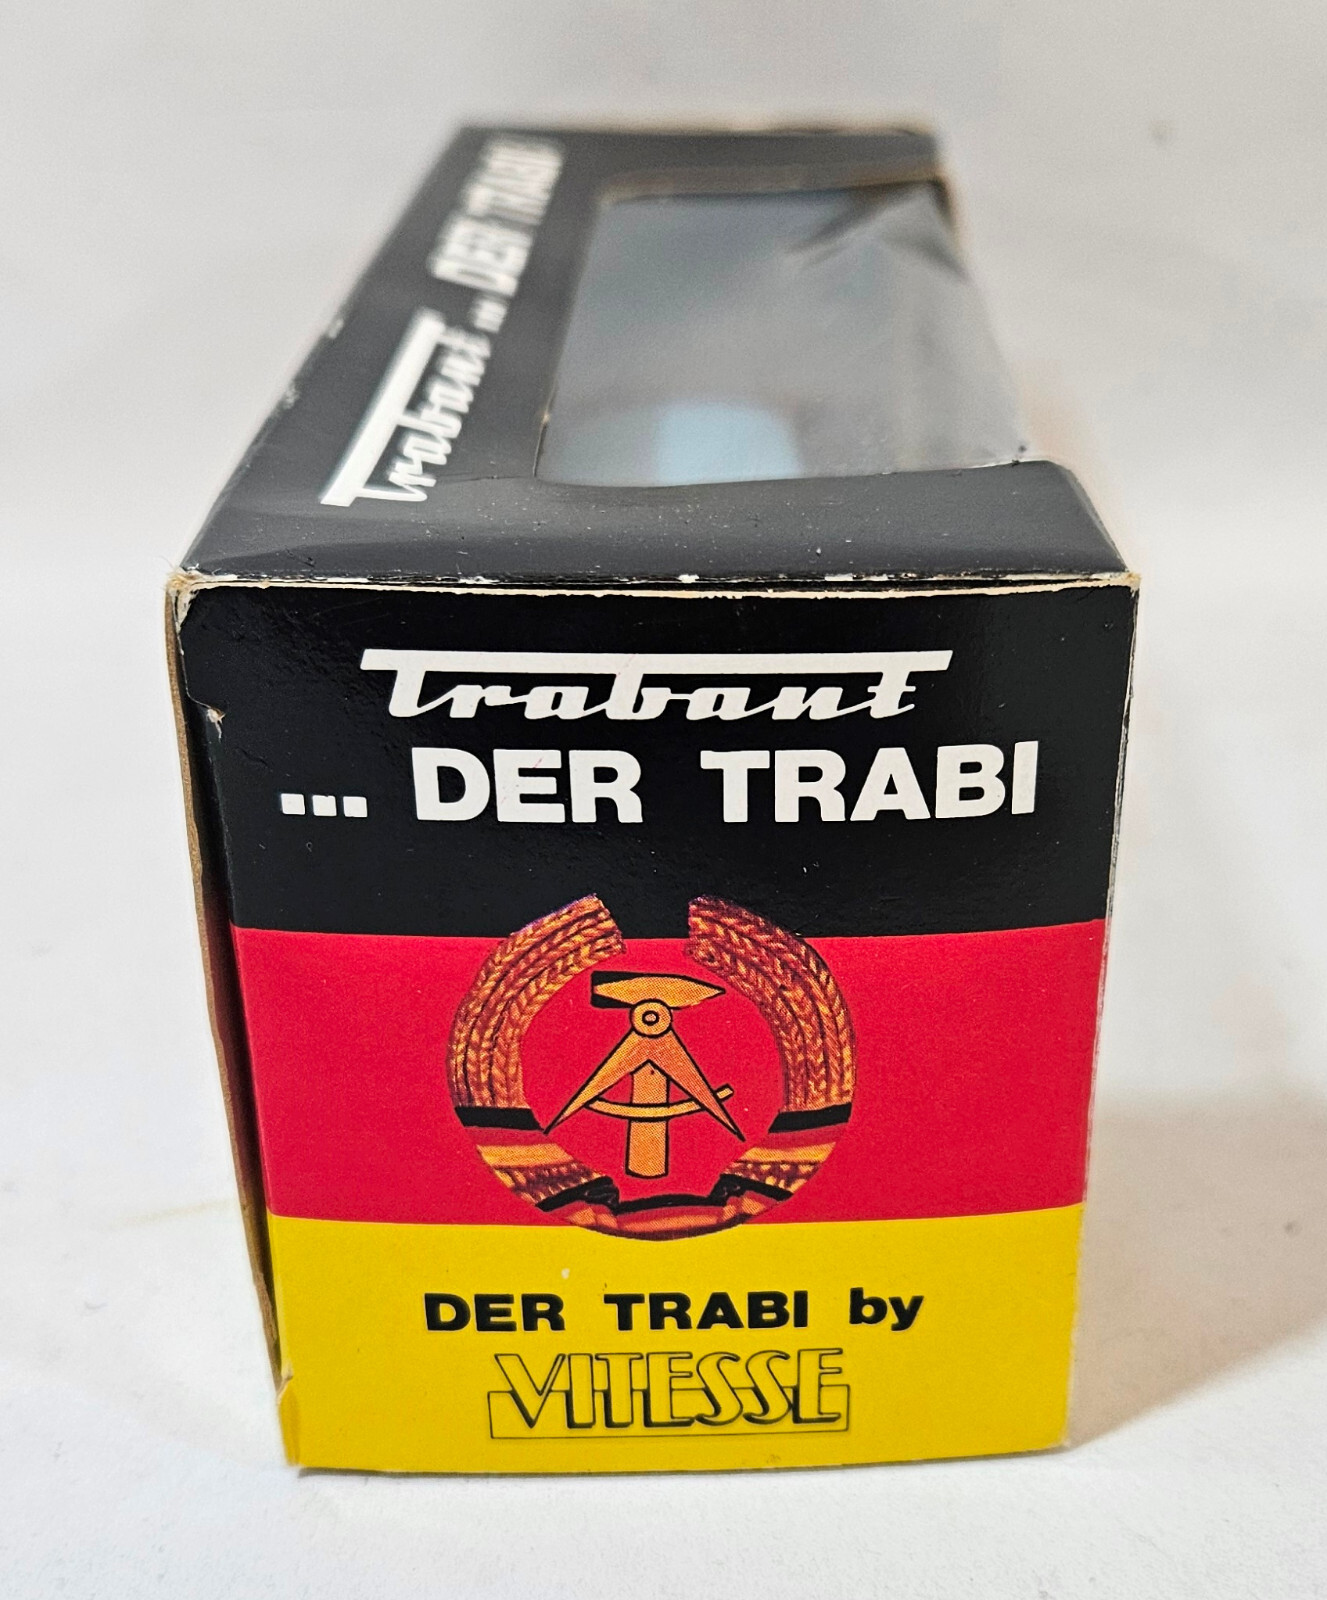 Trabant ... DER TRABI
Trabant
... DER TRABI
DER TRABI by
VITESSE